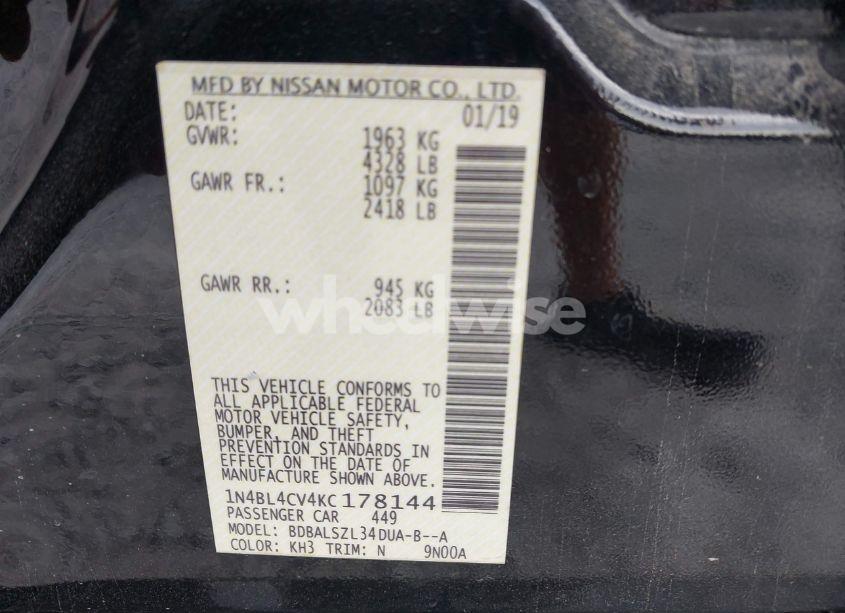 MFD BY NISSAN MOTOR CO., LTD.
DATE: 01/19
GVWR: 1963 KG
4328 LB
GAWR FR.: 1097 KG
2418 LB
GAWR RR.: 945 KG
2083 LB
wheelwise
THIS VEHICLE CONFORMS TO
ALL APPLICABLE FEDERAL
MOTOR VEHICLE SAFETY,
BUMPER, AND THEFT
PREVENTION STANDARDS IN
EFFECT ON THE DATE OF
MANUFACTURE SHOWN ABOVE.
1N4BL4CV4KC178144
PASSENGER CAR 449
MODEL: BDBALSZL34DUA-B--A
COLOR: KH3 TRIM: N 9N00A